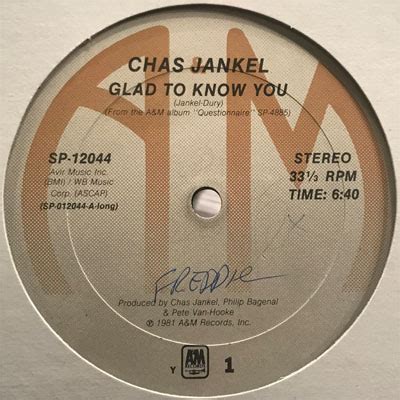 CHAS JANKEL
GLAD TO KNOW YOU
(Jankel-Dury)
(From the A&M album "Questionnaire" SP-4885)
SP-12044
Avir Music Inc.
(BMI) / WB Music
Corp. (ASCAP)
(SP-012044-A-long)
STEREO
33⅓ RPM
TIME: 6:40
X
FREDDIE
Produced by Chas Jankel, Philip Bagenal
& Pete Van-Hooke
℗ 1981 A&M Records, Inc.
Y
A&M
RECORDS
1